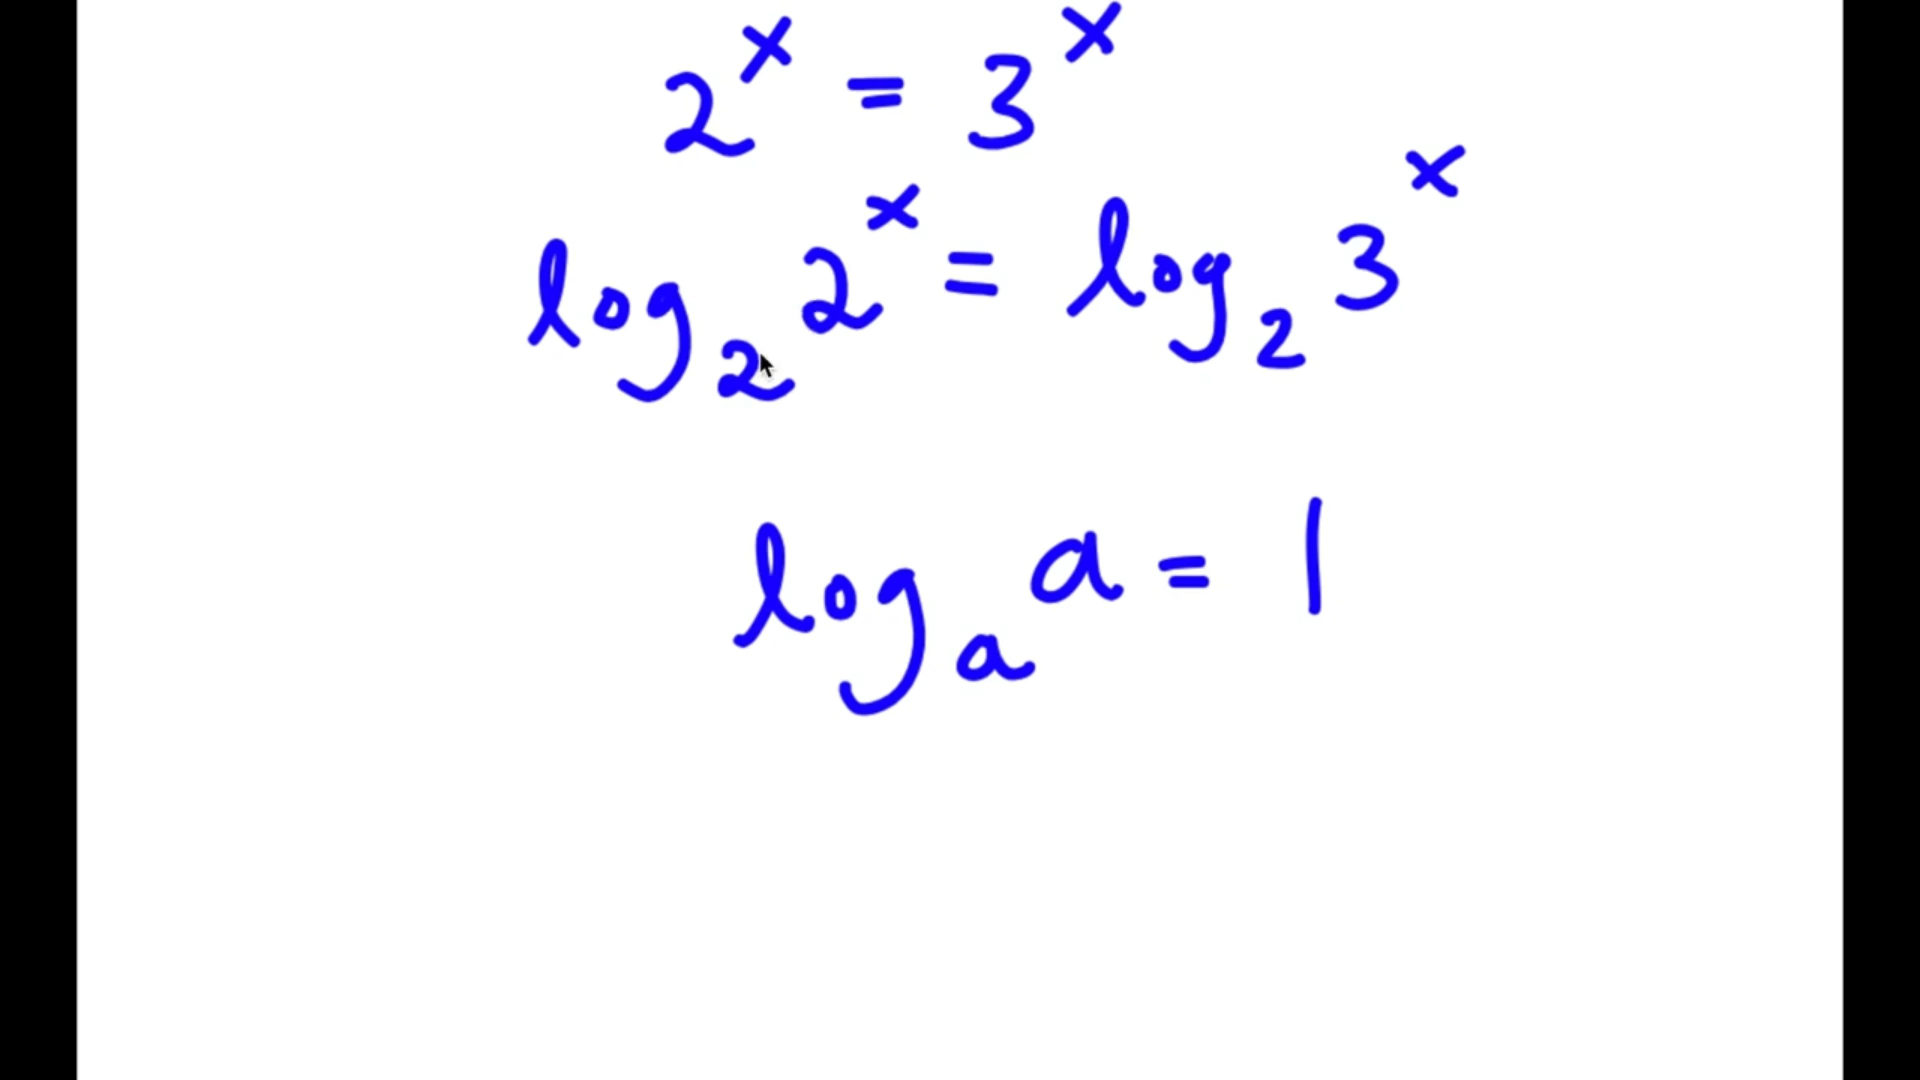 2^x = 3^x
log_2 2^x = log_2 3^x
log_a a = 1